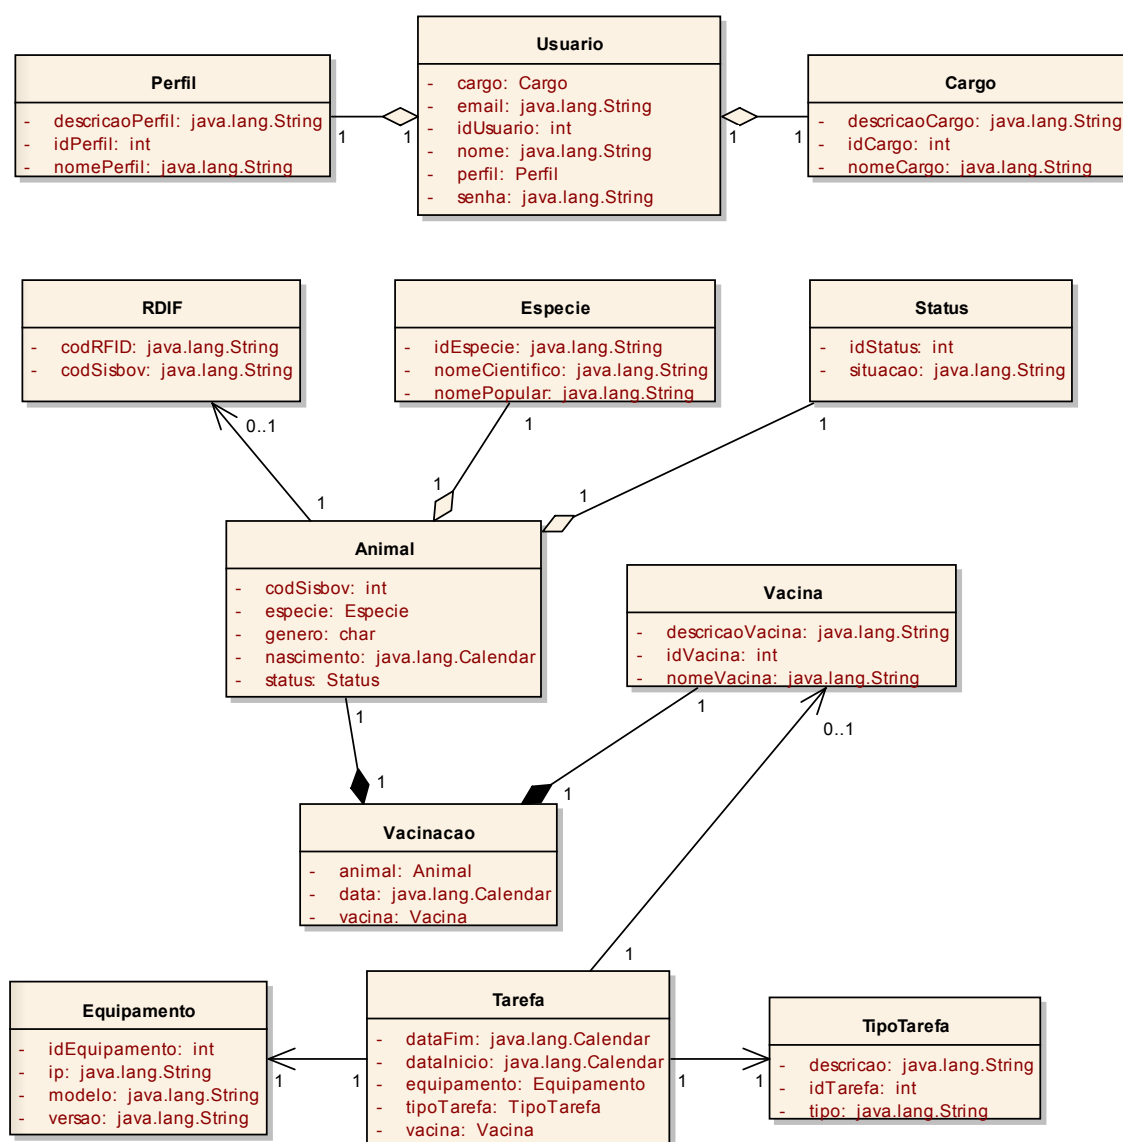 Perfil
- descricaoPerfil: java.lang.String
- idPerfil: int
- nomePerfil: java.lang.String
1
1
Usuario
- cargo: Cargo
- email: java.lang.String
- idUsuario: int
- nome: java.lang.String
- perfil: Perfil
- senha: java.lang.String
1
1
Cargo
- descricaoCargo: java.lang.String
- idCargo: int
- nomeCargo: java.lang.String
RDIF
- codRFID: java.lang.String
- codSisbov: java.lang.String
Especie
- idEspecie: java.lang.String
- nomeCientifico: java.lang.String
- nomePopular: java.lang.String
Status
- idStatus: int
- situacao: java.lang.String
0..1
1
1
1
1
1
Animal
- codSisbov: int
- especie: Especie
- genero: char
- nascimento: java.lang.Calendar
- status: Status
Vacina
- descricaoVacina: java.lang.String
- idVacina: int
- nomeVacina: java.lang.String
1
1
0..1
1
1
Vacinacao
- animal: Animal
- data: java.lang.Calendar
- vacina: Vacina
1
Equipamento
- idEquipamento: int
- ip: java.lang.String
- modelo: java.lang.String
- versao: java.lang.String
1
1
Tarefa
- dataFim: java.lang.Calendar
- dataInicio: java.lang.Calendar
- equipamento: Equipamento
- tipoTarefa: TipoTarefa
- vacina: Vacina
1
1
TipoTarefa
- descricao: java.lang.String
- idTarefa: int
- tipo: java.lang.String